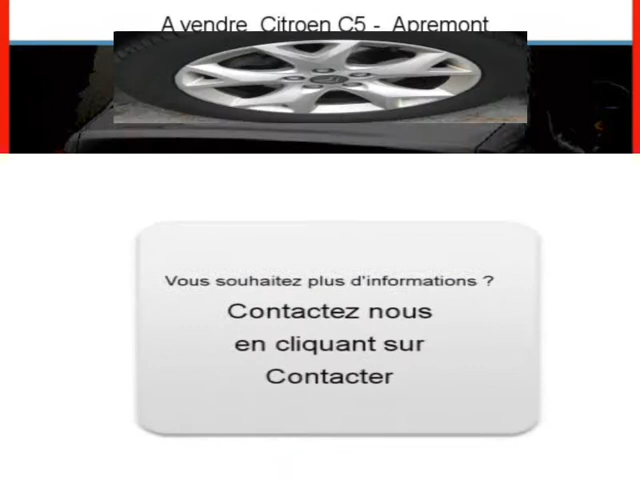 A vendre Citroen C5 - Apremont
Vous souhaitez plus d'informations ?
Contactez nous
en cliquant sur
Contacter